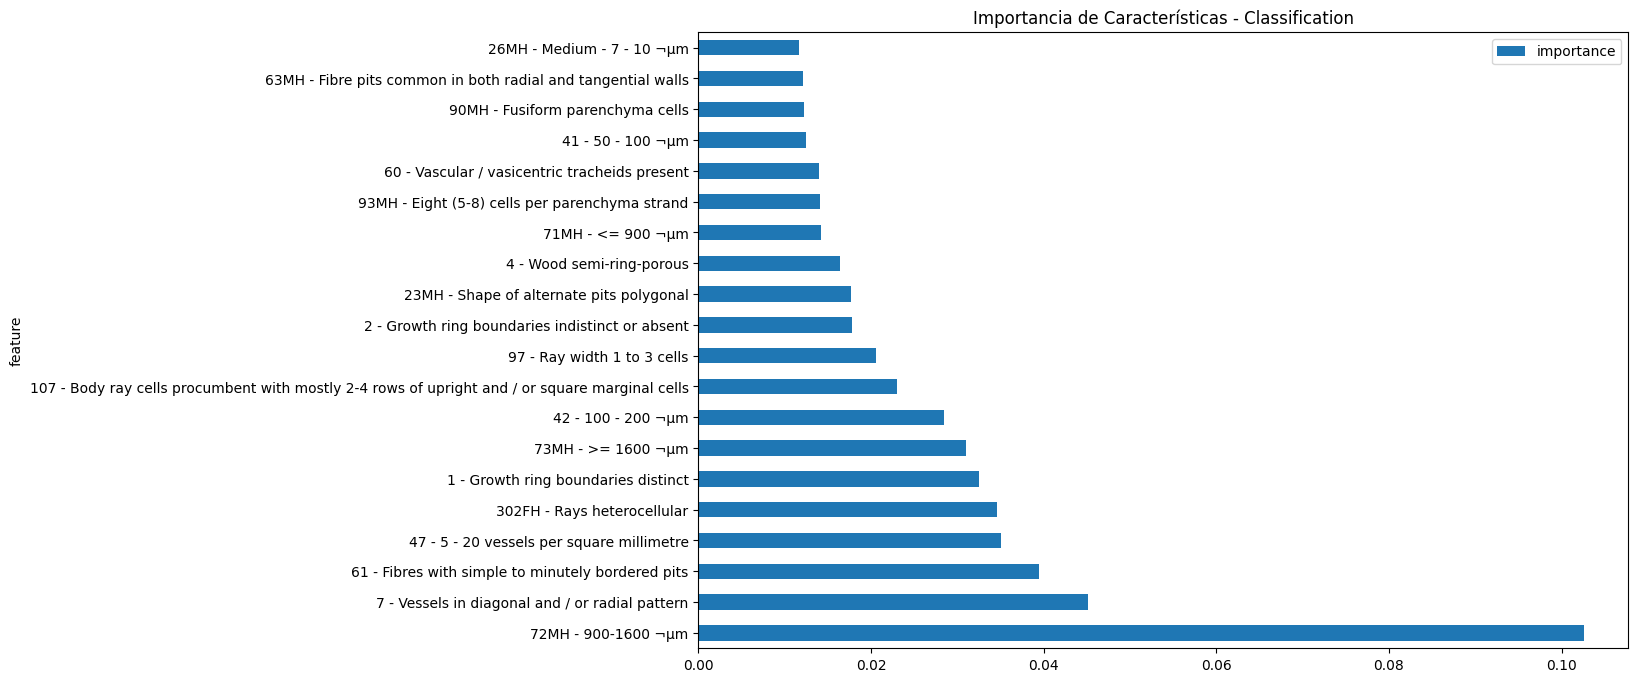 Importancia de Características - Classification
importance
feature
26MH - Medium - 7 - 10 ¬µm
63MH - Fibre pits common in both radial and tangential walls
90MH - Fusiform parenchyma cells
41 - 50 - 100 ¬µm
60 - Vascular / vasicentric tracheids present
93MH - Eight (5-8) cells per parenchyma strand
71MH - <= 900 ¬µm
4 - Wood semi-ring-porous
23MH - Shape of alternate pits polygonal
2 - Growth ring boundaries indistinct or absent
97 - Ray width 1 to 3 cells
107 - Body ray cells procumbent with mostly 2-4 rows of upright and / or square marginal cells
42 - 100 - 200 ¬µm
73MH - >= 1600 ¬µm
1 - Growth ring boundaries distinct
302FH - Rays heterocellular
47 - 5 - 20 vessels per square millimetre
61 - Fibres with simple to minutely bordered pits
7 - Vessels in diagonal and / or radial pattern
72MH - 900-1600 ¬µm
0.00 0.02 0.04 0.06 0.08 0.10